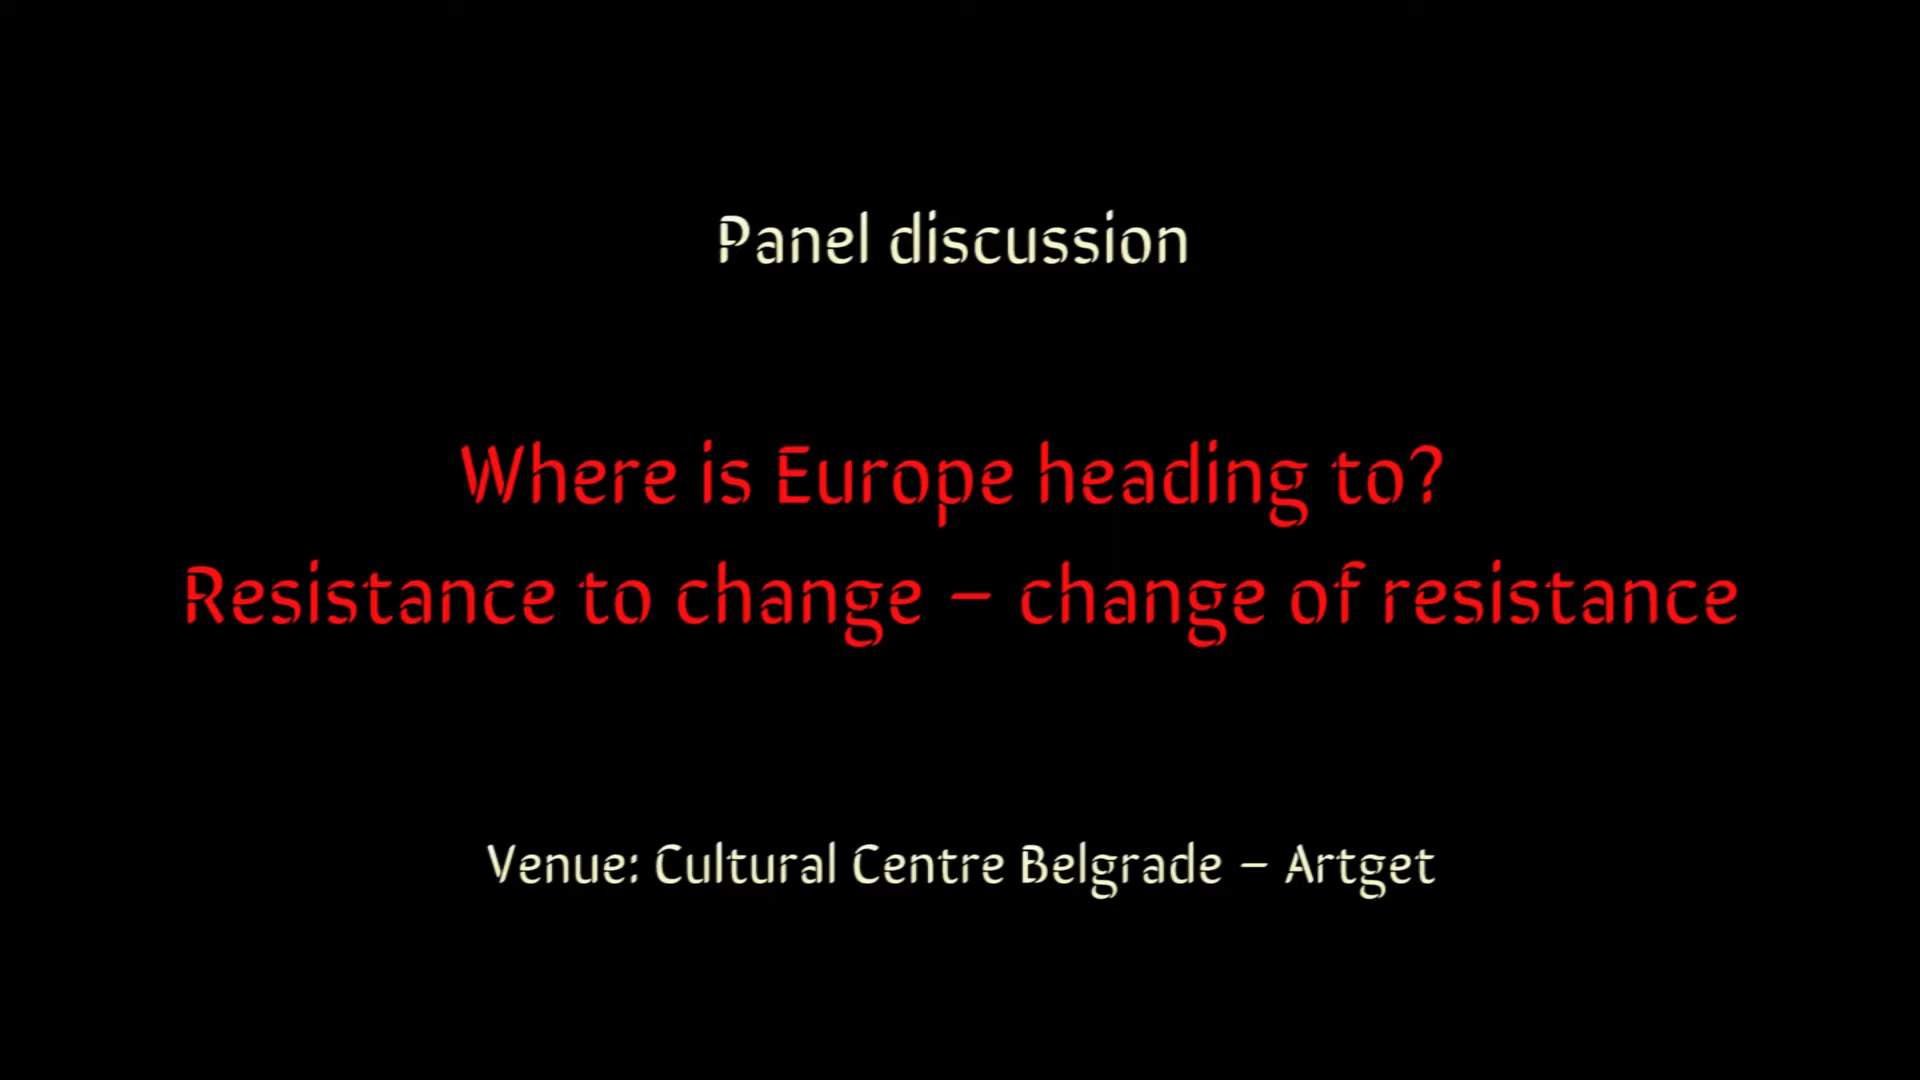 Panel discussion
Where is Europe heading to?
Resistance to change – change of resistance
Venue: Cultural Centre Belgrade – Artget